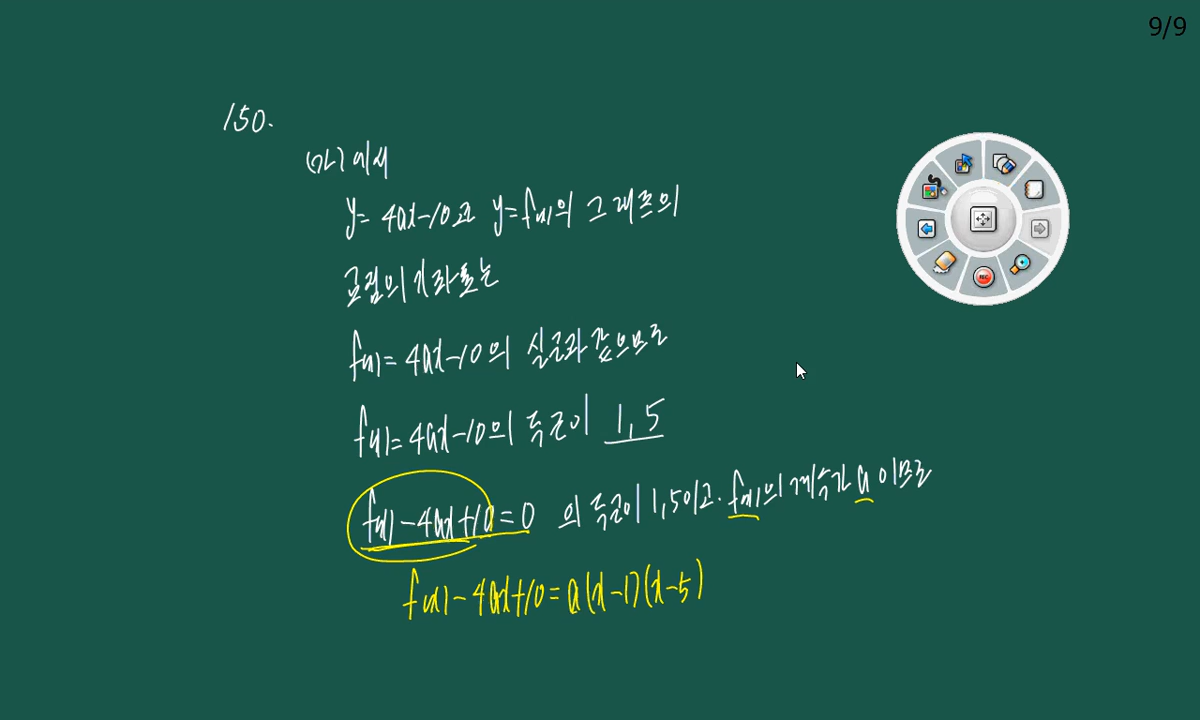 9/9
150.
(나)에서
y= 4ax-10과 y=f(x)의 그래프의
교점의 x좌표는
f(x)= 4ax-10의 실근과 같으므로
f(x)=4ax-10의 두근이 1, 5
f(x)-4ax+10=0 의 두근이 1,5이고. f(x)의 계수가 a이므로
f(x)-4ax+10=a(x-1)(x-5)
REC